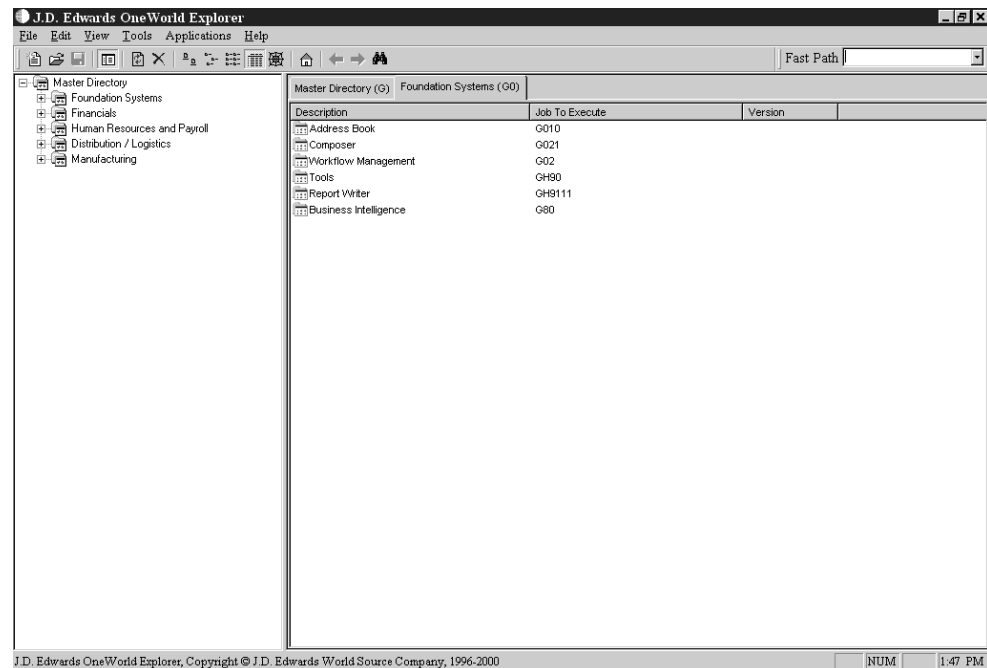 J.D. Edwards OneWorld Explorer
File Edit View Tools Applications Help
Fast Path
Master Directory
Foundation Systems
Financials
Human Resources and Payroll
Distribution / Logistics
Manufacturing
Master Directory (G) Foundation Systems (G0)
Description Job To Execute Version
Address Book G010
Composer G021
Workflow Management G02
Tools GH90
Report Writer GH9111
Business Intelligence G80
J.D. Edwards OneWorld Explorer, Copyright © J.D. Edwards World Source Company, 1996-2000 NUM 1:47 PM